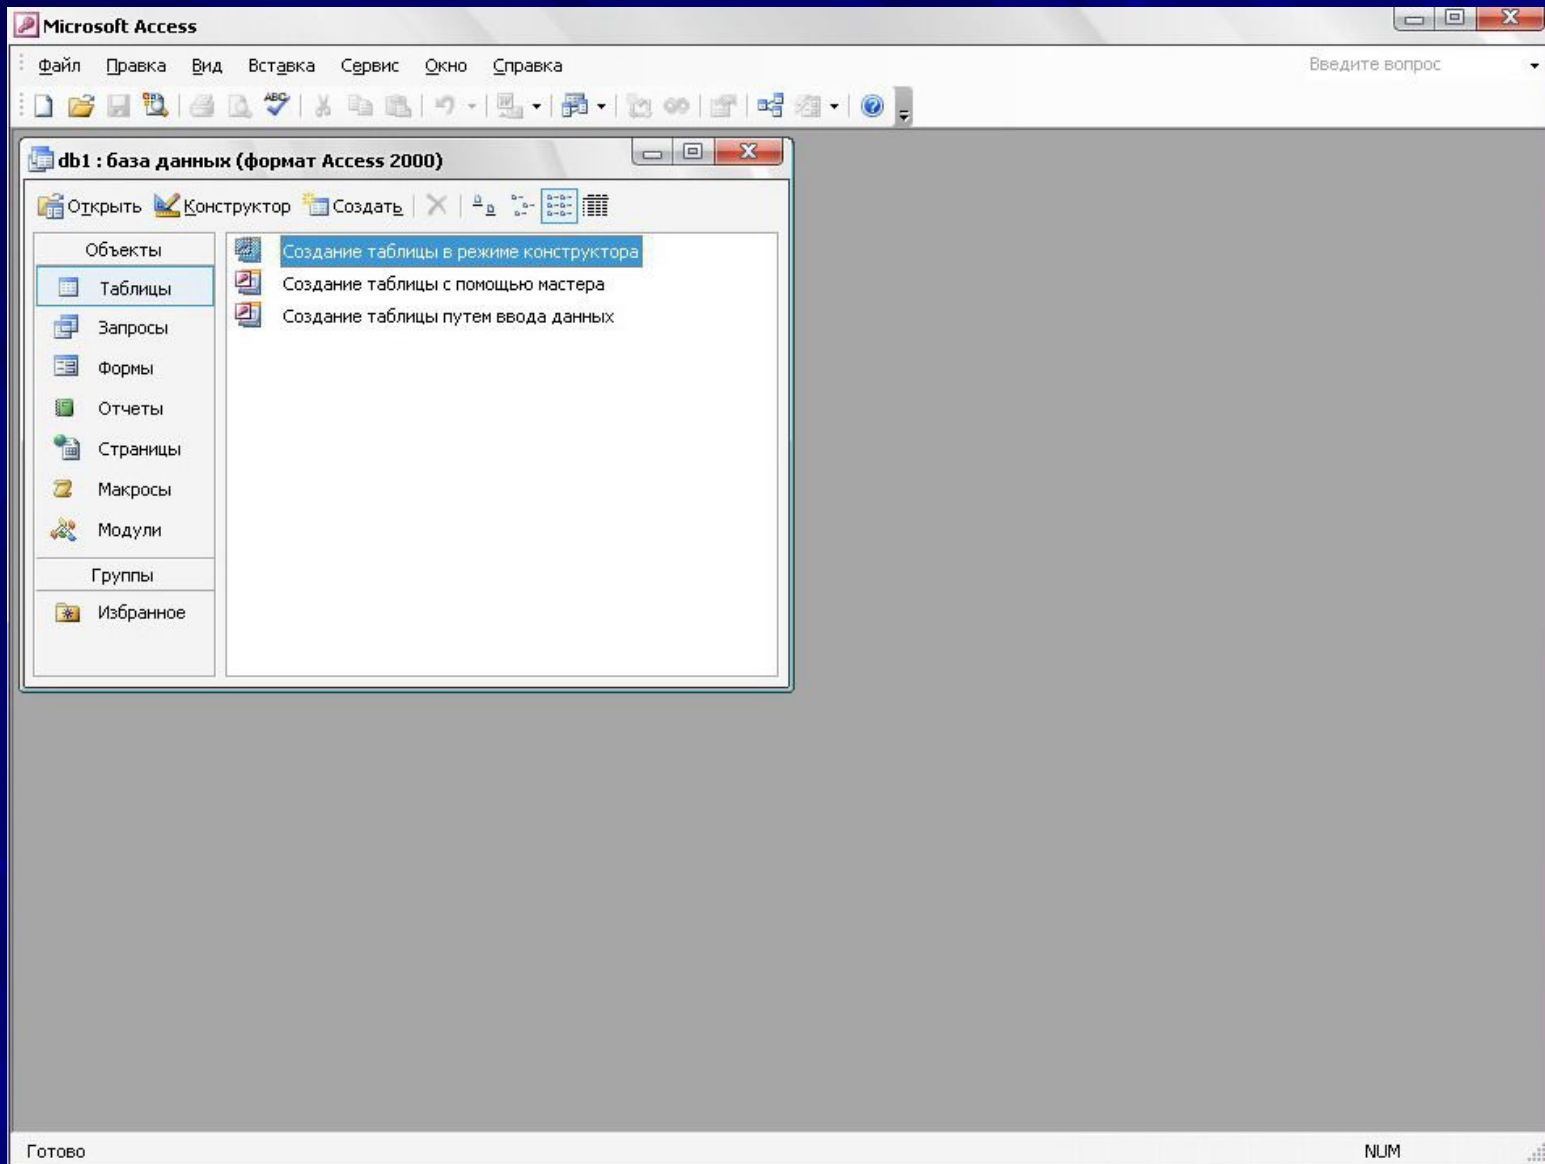 Microsoft Access
Файл Правка Вид Вставка Сервис Окно Справка Введите вопрос
ABC
db1 : база данных (формат Access 2000)
Открыть Конструктор Создать
Объекты
Таблицы
Запросы
Формы
Отчеты
Страницы
Макросы
Модули
Группы
Избранное
Создание таблицы в режиме конструктора
Создание таблицы с помощью мастера
Создание таблицы путем ввода данных
Готово NUM